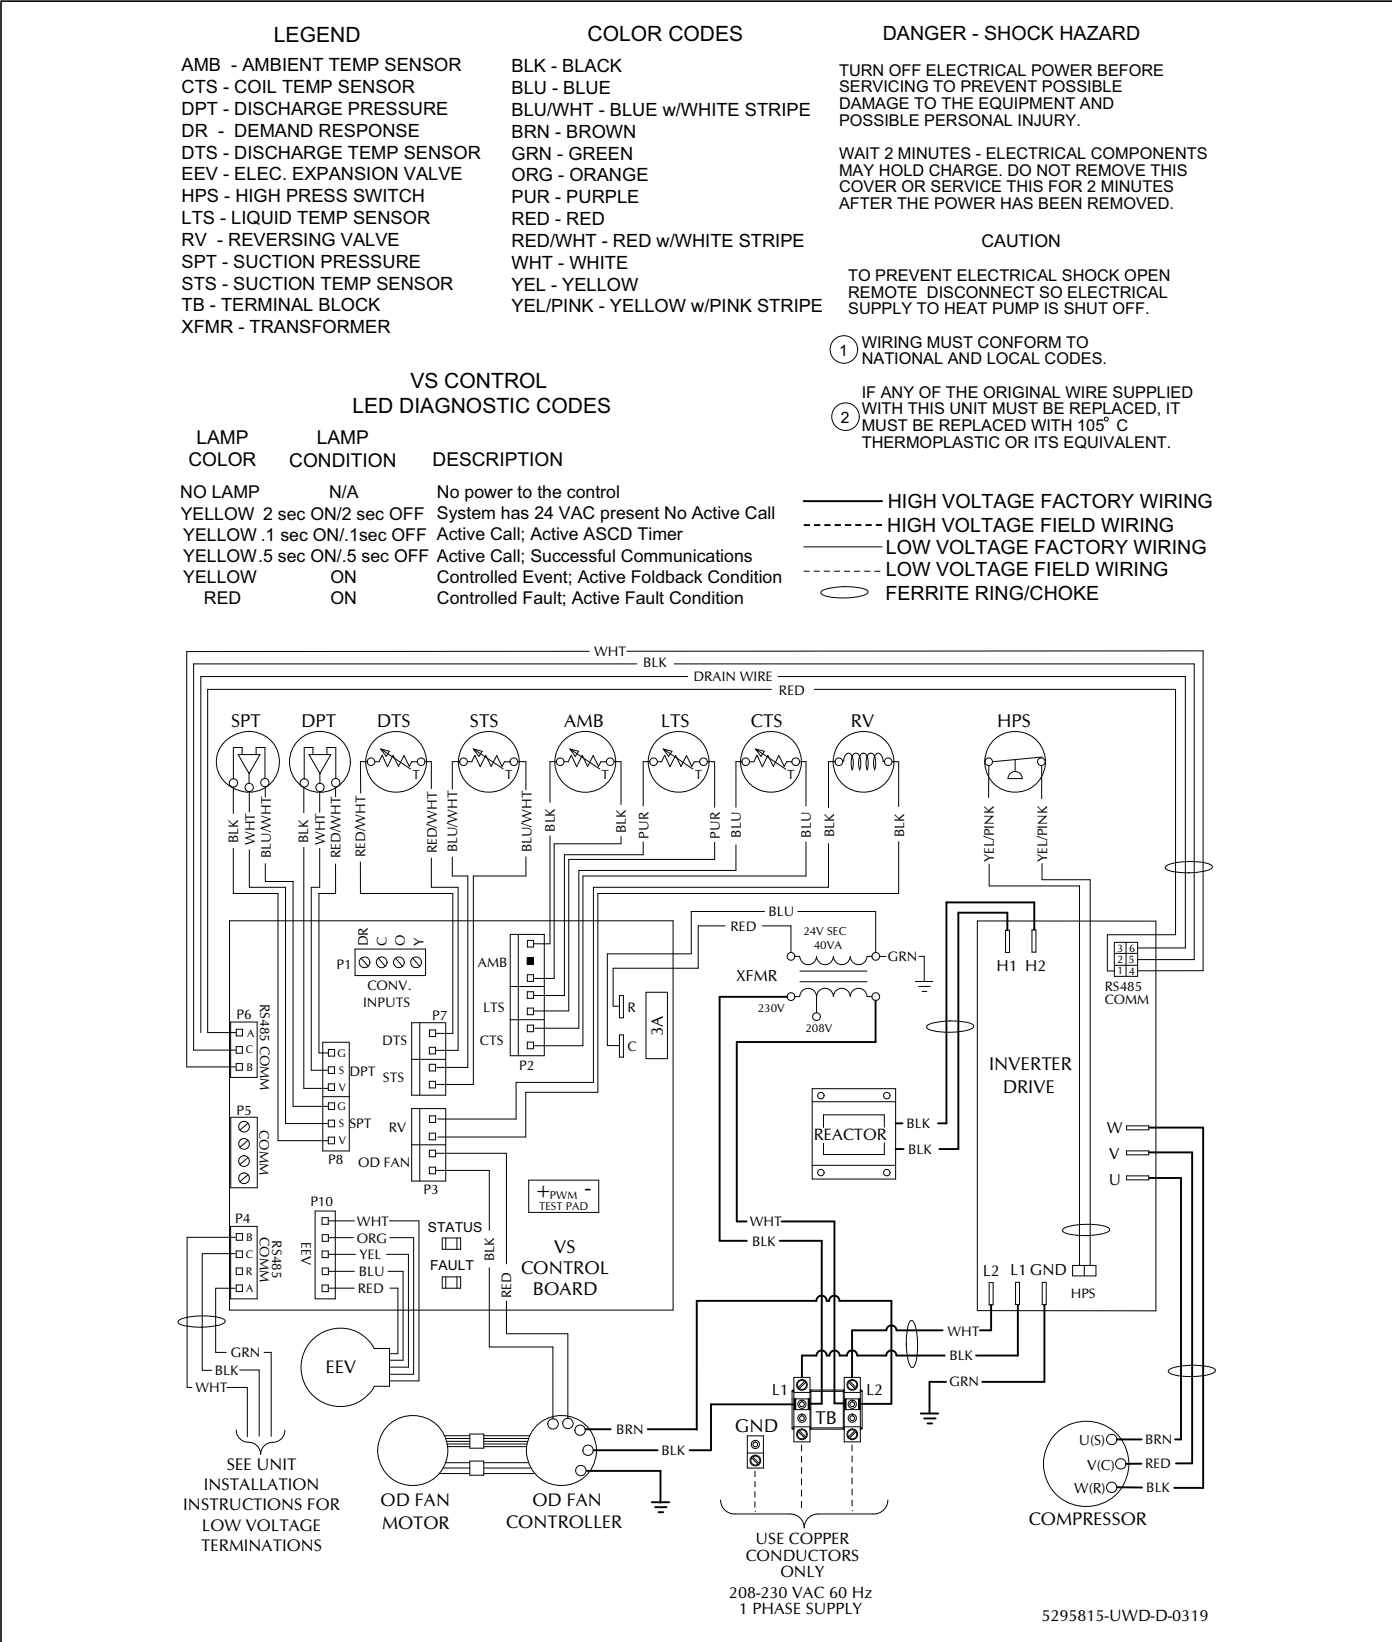 LEGEND
AMB - AMBIENT TEMP SENSOR
CTS - COIL TEMP SENSOR
DPT - DISCHARGE PRESSURE
DR - DEMAND RESPONSE
DTS - DISCHARGE TEMP SENSOR
EEV - ELEC. EXPANSION VALVE
HPS - HIGH PRESS SWITCH
LTS - LIQUID TEMP SENSOR
RV - REVERSING VALVE
SPT - SUCTION PRESSURE
STS - SUCTION TEMP SENSOR
TB - TERMINAL BLOCK
XFMR - TRANSFORMER
COLOR CODES
BLK - BLACK
BLU - BLUE
BLU/WHT - BLUE w/WHITE STRIPE
BRN - BROWN
GRN - GREEN
ORG - ORANGE
PUR - PURPLE
RED - RED
RED/WHT - RED w/WHITE STRIPE
WHT - WHITE
YEL - YELLOW
YEL/PINK - YELLOW w/PINK STRIPE
DANGER - SHOCK HAZARD
TURN OFF ELECTRICAL POWER BEFORE
SERVICING TO PREVENT POSSIBLE
DAMAGE TO THE EQUIPMENT AND
POSSIBLE PERSONAL INJURY.
WAIT 2 MINUTES - ELECTRICAL COMPONENTS
MAY HOLD CHARGE. DO NOT REMOVE THIS
COVER OR SERVICE THIS FOR 2 MINUTES
AFTER THE POWER HAS BEEN REMOVED.
CAUTION
TO PREVENT ELECTRICAL SHOCK OPEN
REMOTE DISCONNECT SO ELECTRICAL
SUPPLY TO HEAT PUMP IS SHUT OFF.
1 WIRING MUST CONFORM TO
NATIONAL AND LOCAL CODES.
2 IF ANY OF THE ORIGINAL WIRE SUPPLIED
WITH THIS UNIT MUST BE REPLACED, IT
MUST BE REPLACED WITH 105° C
THERMOPLASTIC OR ITS EQUIVALENT.
VS CONTROL
LED DIAGNOSTIC CODES
LAMP COLOR LAMP CONDITION DESCRIPTION
NO LAMP N/A No power to the control
YELLOW 2 sec ON/2 sec OFF System has 24 VAC present No Active Call
YELLOW .1 sec ON/.1sec OFF Active Call; Active ASCD Timer
YELLOW .5 sec ON/.5 sec OFF Active Call; Successful Communications
YELLOW ON Controlled Event; Active Foldback Condition
RED ON Controlled Fault; Active Fault Condition
HIGH VOLTAGE FACTORY WIRING
HIGH VOLTAGE FIELD WIRING
LOW VOLTAGE FACTORY WIRING
LOW VOLTAGE FIELD WIRING
FERRITE RING/CHOKE
WHT
BLK
DRAIN WIRE
RED
SPT DPT DTS STS AMB LTS CTS RV HPS
T T T T T
BLK WHT BLU/WHT BLK WHT RED/WHT RED/WHT RED/WHT BLU/WHT BLU/WHT BLK BLK PUR PUR BLU BLU BLK BLK YEL/PINK YEL/PINK
P1 DR C O Y
CONV.
INPUTS
AMB
LTS
CTS
P2
R
C
3A
BLU
RED
24V SEC
40VA
GRN
XFMR
230V
208V
H1 H2
3 6
2 5
1 4
RS485
COMM
P6
A
C
B
RS485 COMM
P5
COMM
G
S DPT
V
G
S SPT
V
P8
P7
DTS
STS
RV
OD FAN
P3
INVERTER
DRIVE
REACTOR
BLK
BLK
W
V
U
+ PWM -
TEST PAD
P4
B
C
R
A
RS485
COMM
P10
EEV
WHT
ORG
YEL
BLU
RED
STATUS
FAULT
BLK
RED
VS
CONTROL
BOARD
WHT
BLK
L2 L1 GND
HPS
WHT
BLK
GRN
GRN
BLK
WHT
EEV
L1 L2
TB
GND
BRN
BLK
SEE UNIT
INSTALLATION
INSTRUCTIONS FOR
LOW VOLTAGE
TERMINATIONS
OD FAN
MOTOR
OD FAN
CONTROLLER
U(S) BRN
V(C) RED
W(R) BLK
COMPRESSOR
USE COPPER
CONDUCTORS
ONLY
208-230 VAC 60 Hz
1 PHASE SUPPLY
5295815-UWD-D-0319